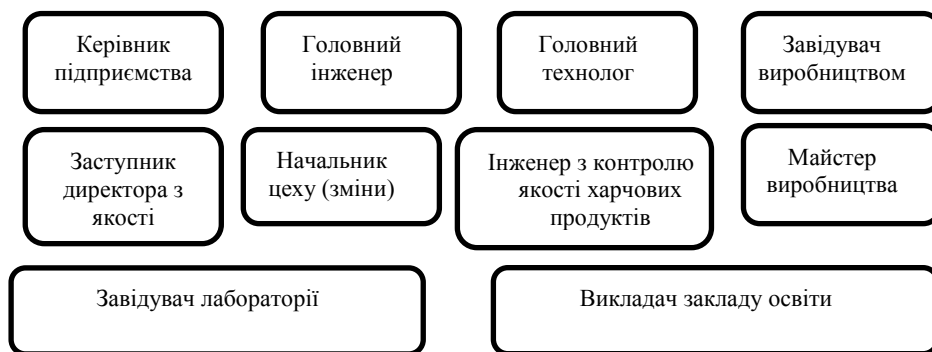 Керівник
підприємства
Головний
інженер
Головний
технолог
Завідувач
виробництвом
Заступник
директора з
якості
Начальник
цеху (зміни)
Інженер з контролю
якості харчових
продуктів
Майстер
виробництва
Завідувач лабораторії
Викладач закладу освіти